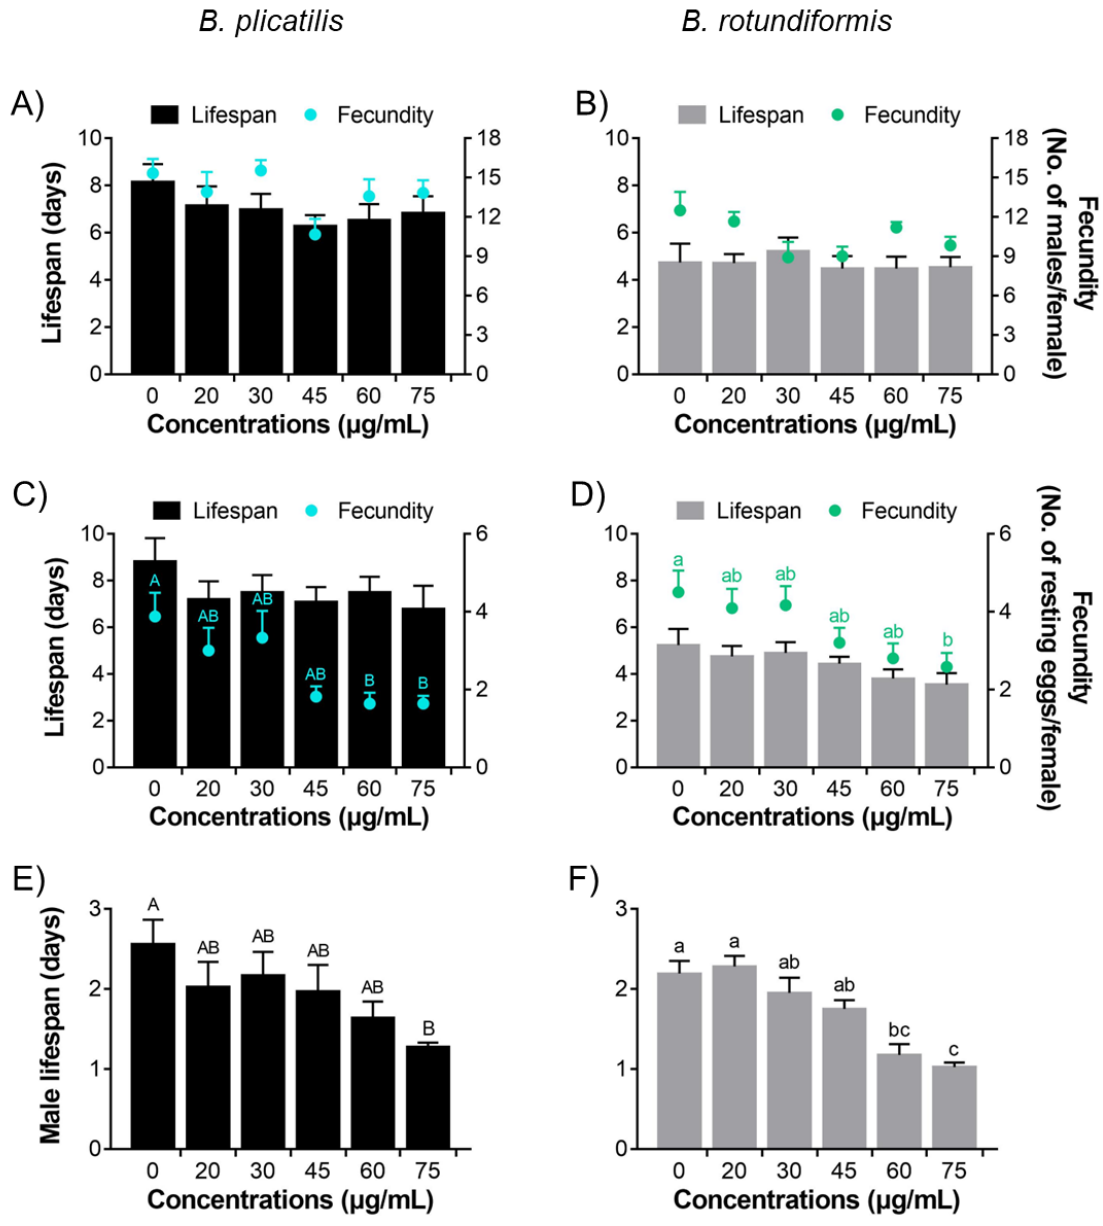 B. plicatilis
B. rotundiformis
A)
Lifespan Fecundity
10
8
6
4
2
0
18
15
12
9
6
3
0
Lifespan (days)
0 20 30 45 60 75
Concentrations (µg/mL)
B)
Lifespan Fecundity
10
8
6
4
2
0
18
15
12
9
6
3
0
Fecundity
(No. of males/female)
0 20 30 45 60 75
Concentrations (µg/mL)
C)
Lifespan Fecundity
10
8
6
4
2
0
6
4
2
0
Lifespan (days)
A AB AB AB B B
0 20 30 45 60 75
Concentrations (µg/mL)
D)
Lifespan Fecundity
10
8
6
4
2
0
6
4
2
0
Fecundity
(No. of resting eggs/female)
a ab ab ab ab b
0 20 30 45 60 75
Concentrations (µg/mL)
E)
3
2
1
0
Male lifespan (days)
A AB AB AB AB B
0 20 30 45 60 75
Concentrations (µg/mL)
F)
3
2
1
0
a a ab ab bc c
0 20 30 45 60 75
Concentrations (µg/mL)